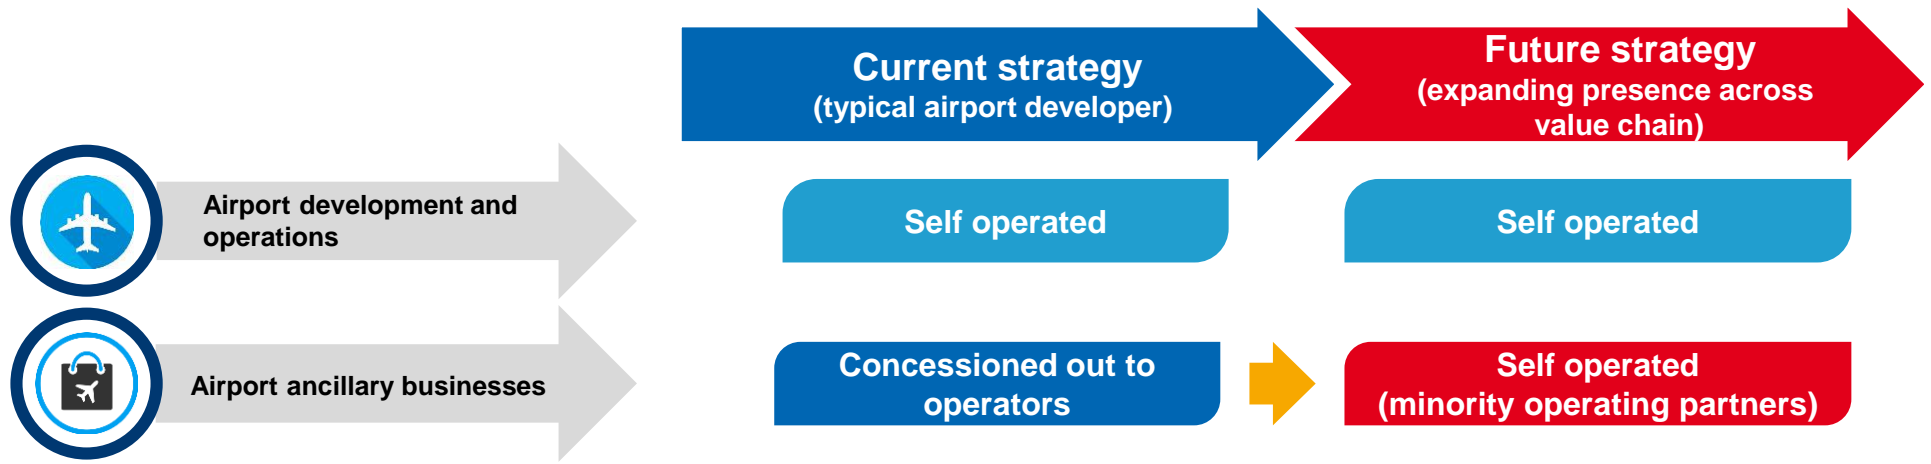 Current strategy
(typical airport developer)
Future strategy
(expanding presence across
value chain)
Airport development and
operations
Self operated
Self operated
Airport ancillary businesses
Concessioned out to
operators
Self operated
(minority operating partners)